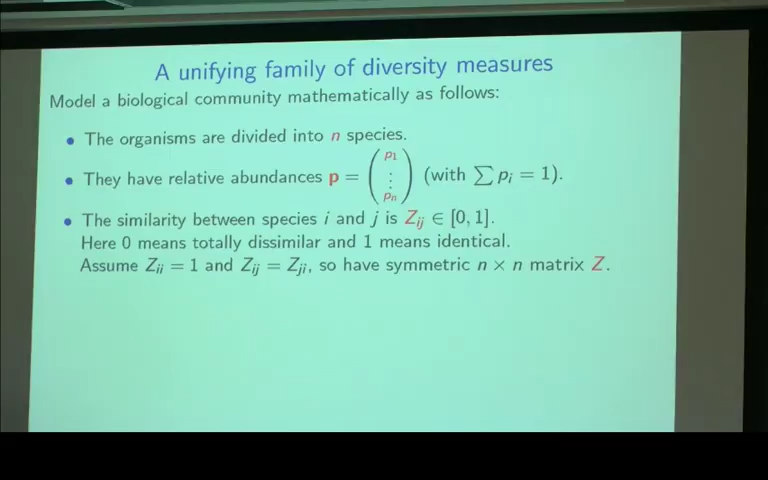 A unifying family of diversity measures
Model a biological community mathematically as follows:
• The organisms are divided into n species.
• They have relative abundances p = (p₁ ⋮ pₙ) (with ∑ pᵢ = 1).
• The similarity between species i and j is Zᵢⱼ ∈ [0, 1].
Here 0 means totally dissimilar and 1 means identical.
Assume Zᵢᵢ = 1 and Zᵢⱼ = Zⱼᵢ, so have symmetric n × n matrix Z.